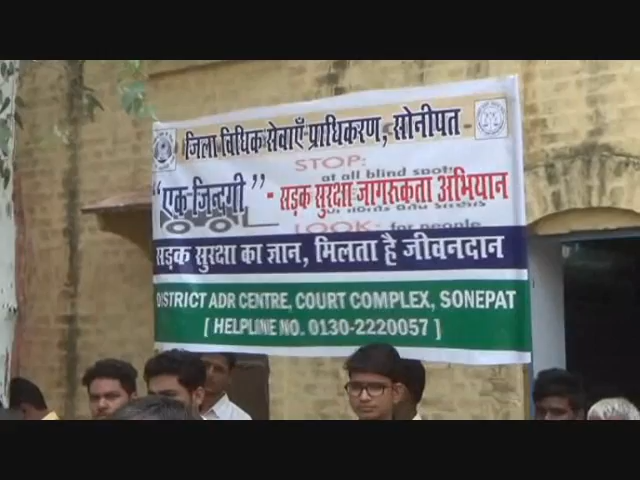 जिला विधिक सेवाएँ प्राधिकरण, सोनीपत
STOP:
at all blind spot,
“एक जिन्दगी” - सड़क सुरक्षा जागरूकता अभियान
LOOK: for people
सड़क सुरक्षा का ज्ञान, मिलता है जीवनदान
DISTRICT ADR CENTRE, COURT COMPLEX, SONEPAT
[ HELPLINE NO. 0130-2220057 ]